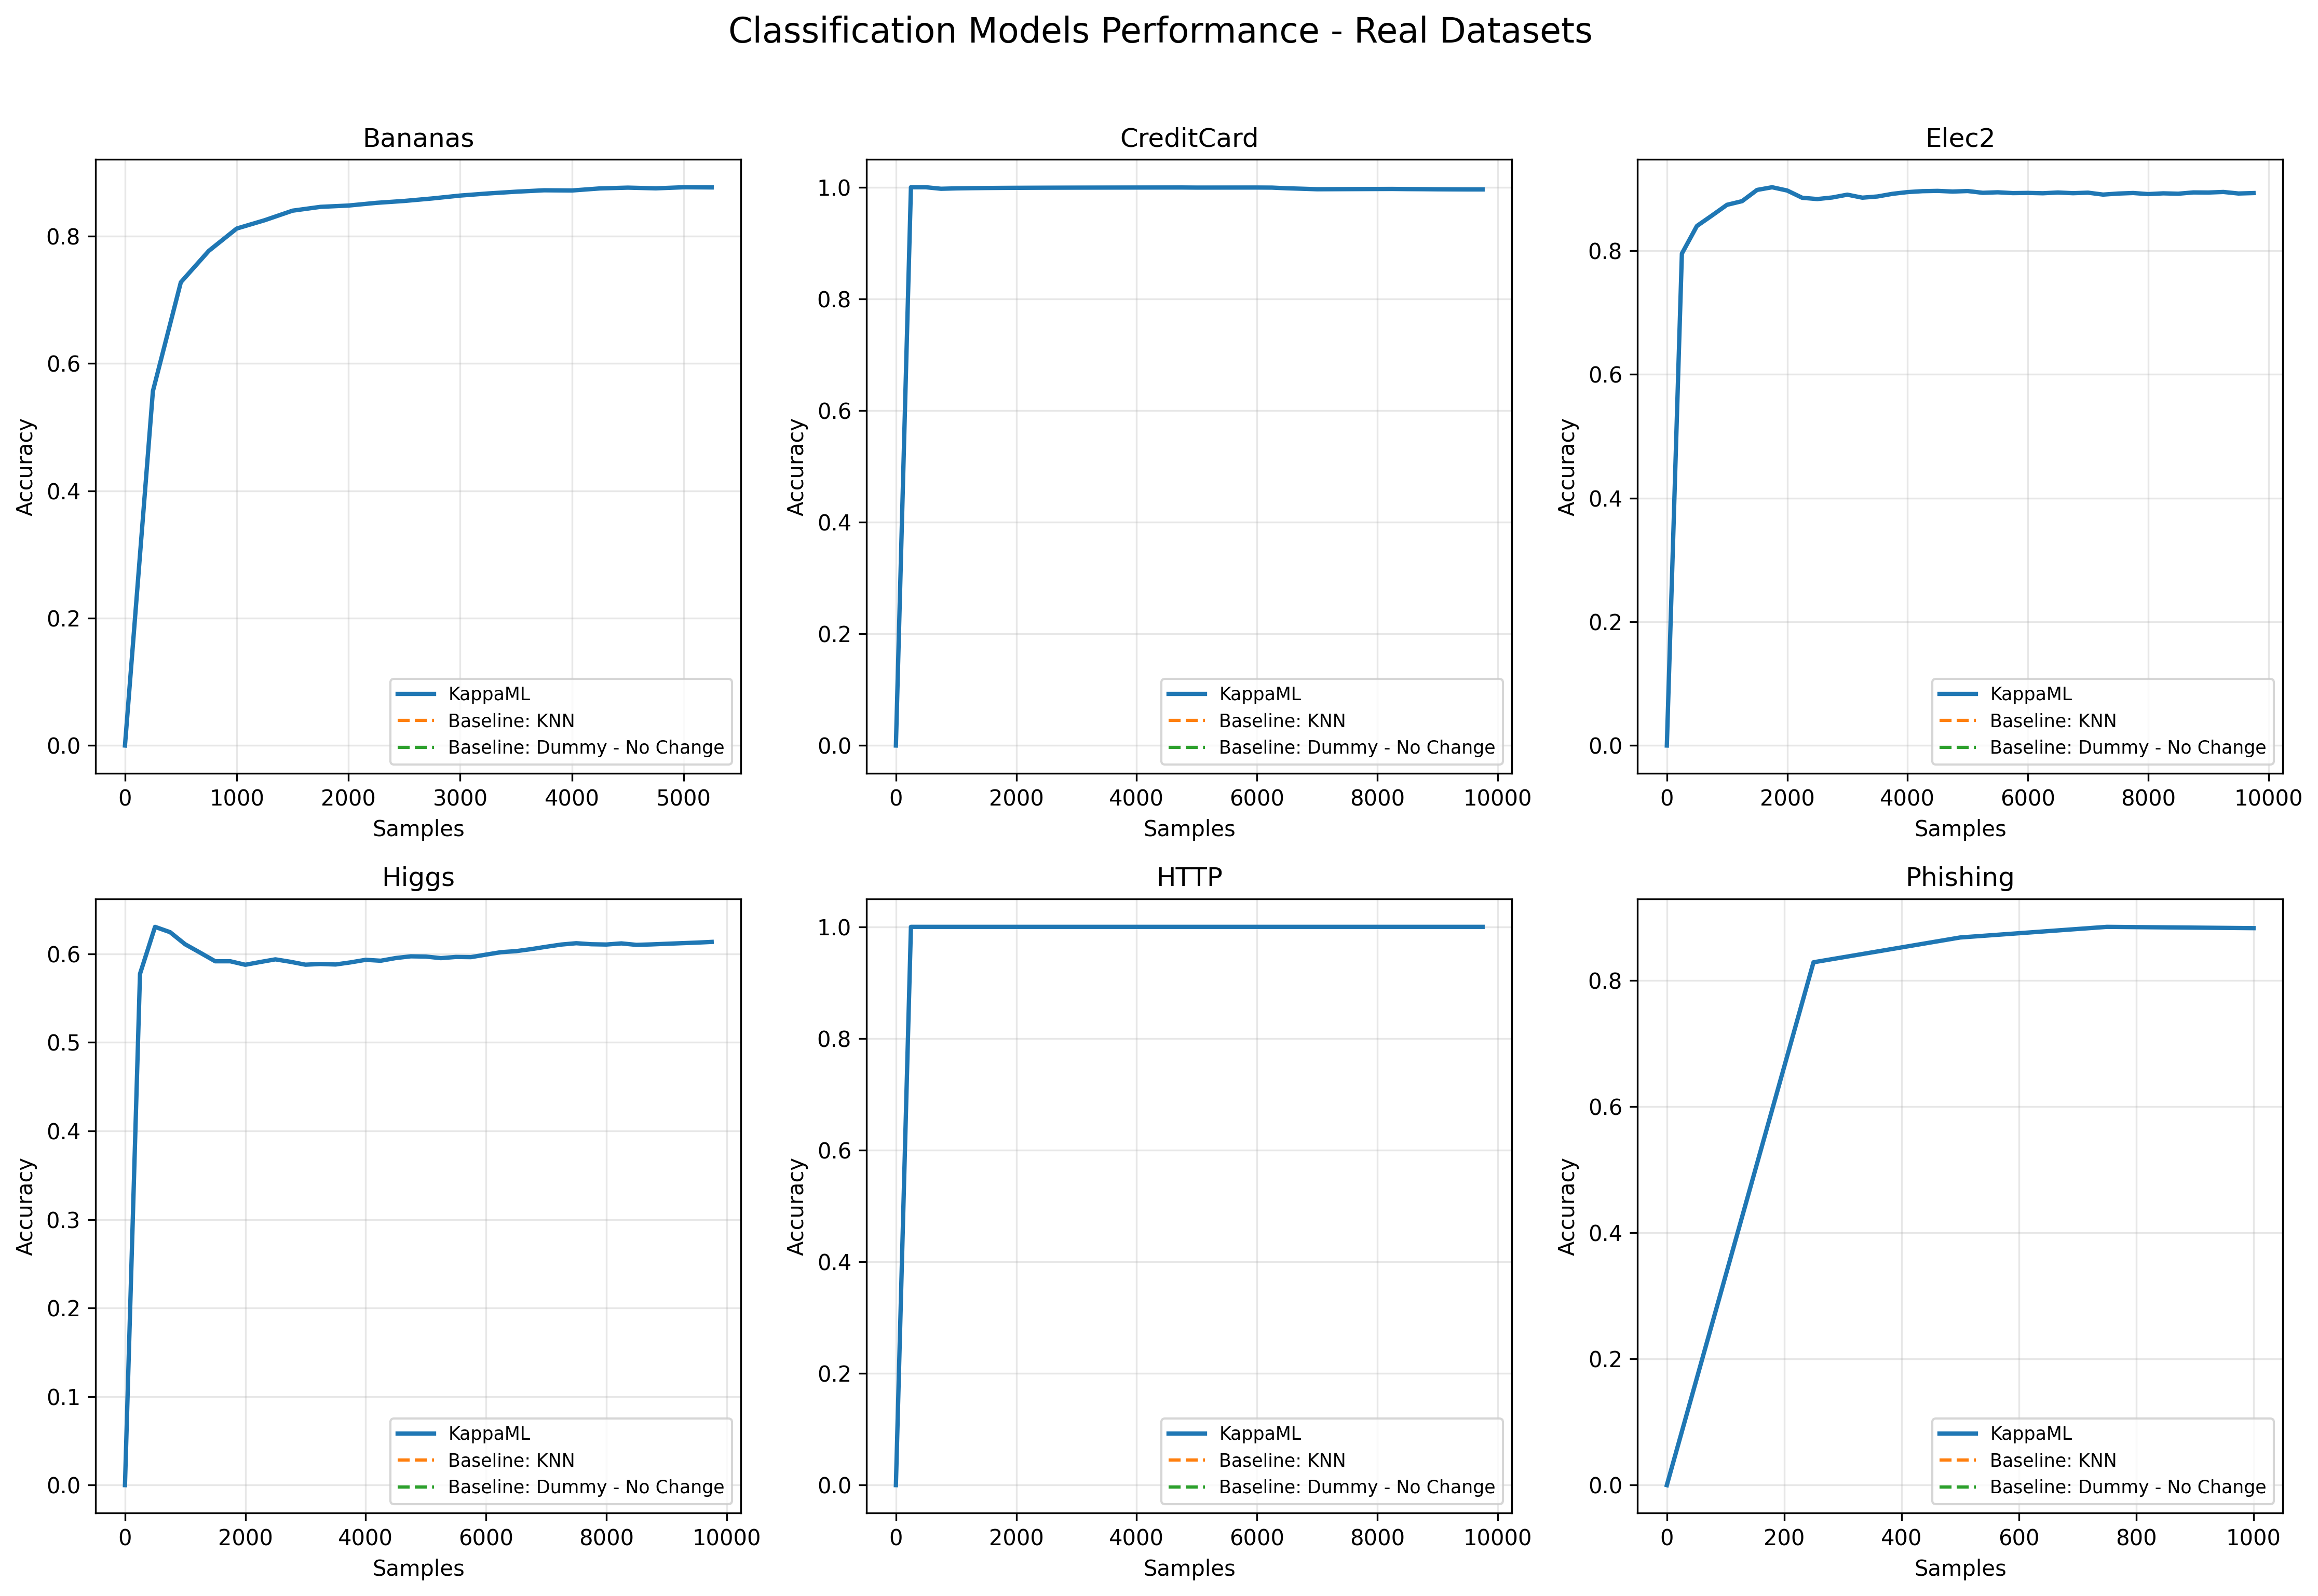 Classification Models Performance - Real Datasets
Bananas
Accuracy
0.8
0.6
0.4
0.2
0.0
KappaML
Baseline: KNN
Baseline: Dummy - No Change
0 1000 2000 3000 4000 5000
Samples
CreditCard
Accuracy
1.0
0.8
0.6
0.4
0.2
0.0
KappaML
Baseline: KNN
Baseline: Dummy - No Change
0 2000 4000 6000 8000 10000
Samples
Elec2
Accuracy
0.8
0.6
0.4
0.2
0.0
KappaML
Baseline: KNN
Baseline: Dummy - No Change
0 2000 4000 6000 8000 10000
Samples
Higgs
Accuracy
0.6
0.5
0.4
0.3
0.2
0.1
0.0
KappaML
Baseline: KNN
Baseline: Dummy - No Change
0 2000 4000 6000 8000 10000
Samples
HTTP
Accuracy
1.0
0.8
0.6
0.4
0.2
0.0
KappaML
Baseline: KNN
Baseline: Dummy - No Change
0 2000 4000 6000 8000 10000
Samples
Phishing
Accuracy
0.8
0.6
0.4
0.2
0.0
KappaML
Baseline: KNN
Baseline: Dummy - No Change
0 200 400 600 800 1000
Samples